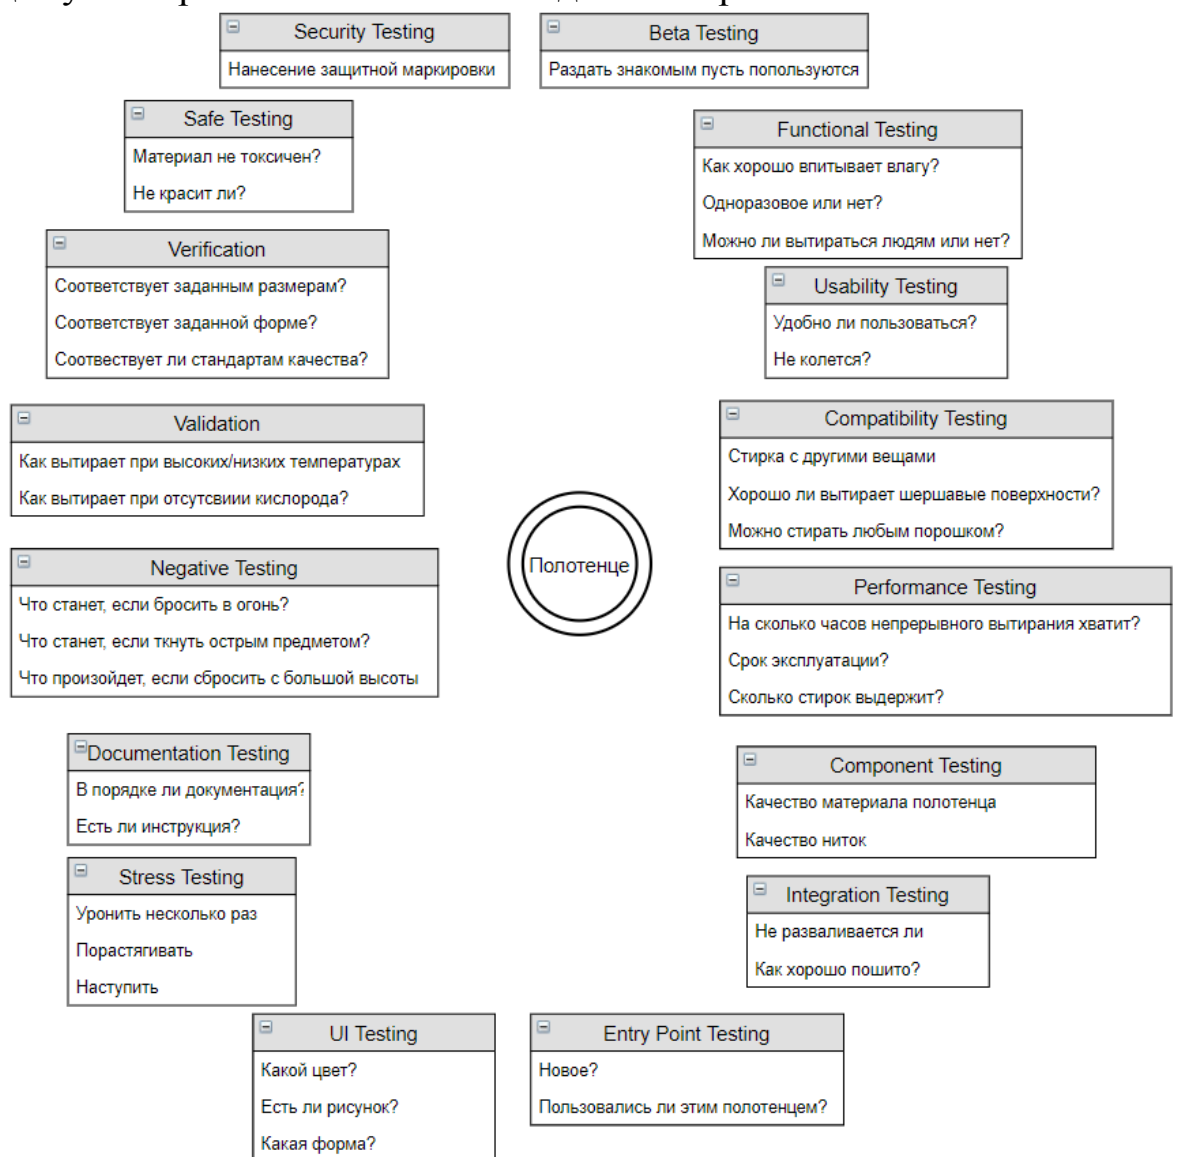 Security Testing
Нанесение защитной маркировки
Beta Testing
Раздать знакомым пусть попользуются
Safe Testing
Материал не токсичен?
Не красит ли?
Functional Testing
Как хорошо впитывает влагу?
Одноразовое или нет?
Можно ли вытираться людям или нет?
Verification
Соответствует заданным размерам?
Соответствует заданной форме?
Соотвествует ли стандартам качества?
Usability Testing
Удобно ли пользоваться?
Не колется?
Validation
Как вытирает при высоких/низких температурах
Как вытирает при отсутсвиии кислорода?
Compatibility Testing
Стирка с другими вещами
Хорошо ли вытирает шершавые поверхности?
Можно стирать любым порошком?
Полотенце
Negative Testing
Что станет, если бросить в огонь?
Что станет, если ткнуть острым предметом?
Что произойдет, если сбросить с большой высоты
Performance Testing
На сколько часов непрерывного вытирания хватит?
Срок эксплуатации?
Сколько стирок выдержит?
Documentation Testing
В порядке ли документация?
Есть ли инструкция?
Component Testing
Качество материала полотенца
Качество ниток
Stress Testing
Уронить несколько раз
Порастягивать
Наступить
Integration Testing
Не разваливается ли
Как хорошо пошито?
UI Testing
Какой цвет?
Есть ли рисунок?
Какая форма?
Entry Point Testing
Новое?
Пользовались ли этим полотенцем?